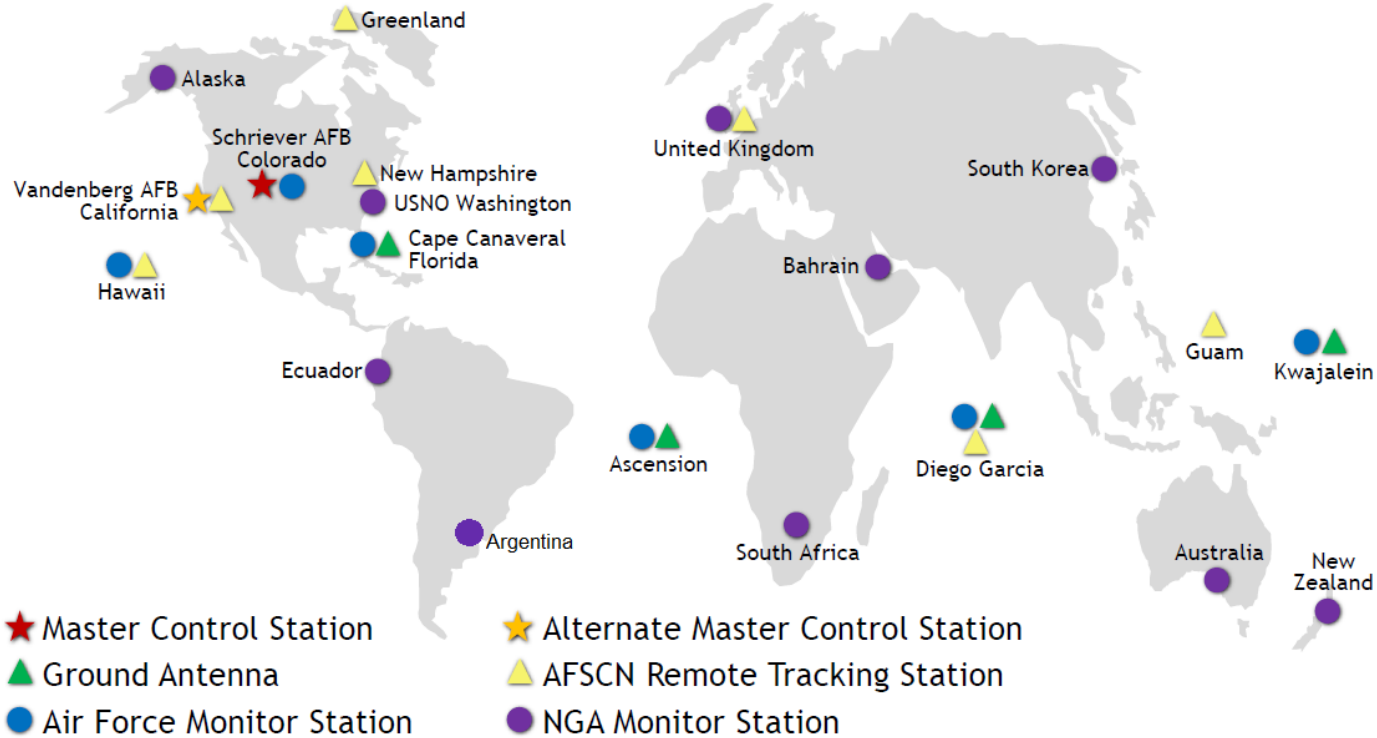 Greenland
Alaska
Schriever AFB
Colorado
United Kingdom
New Hampshire
South Korea
Vandenberg AFB
California
USNO Washington
Cape Canaveral
Florida
Bahrain
Hawaii
Guam
Kwajalein
Ecuador
Ascension
Diego Garcia
Argentina
South Africa
Australia
New
Zealand
Master Control Station
Alternate Master Control Station
Ground Antenna
AFSCN Remote Tracking Station
Air Force Monitor Station
NGA Monitor Station